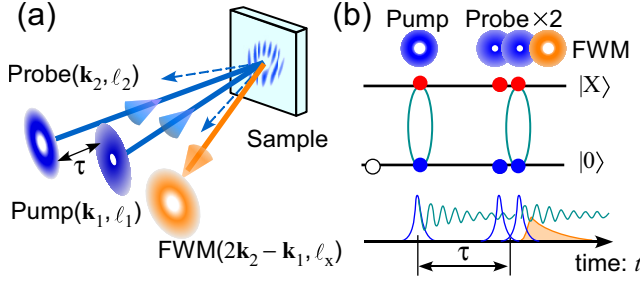 (a)
Probe(k₂,ℓ₂)
τ
Pump(k₁,ℓ₁)
Sample
FWM(2k₂ − k₁, ℓₓ)
(b)
Pump Probe×2
FWM
|X⟩
|0⟩
τ
time: t